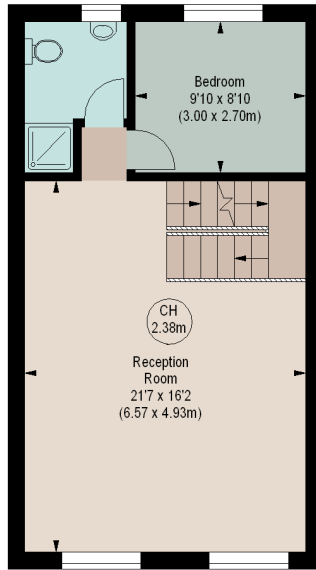 Bedroom
9'10 x 8'10
(3.00 x 2.70m)
CH
2.38m
Reception
Room
21'7 x 16'2
(6.57 x 4.93m)